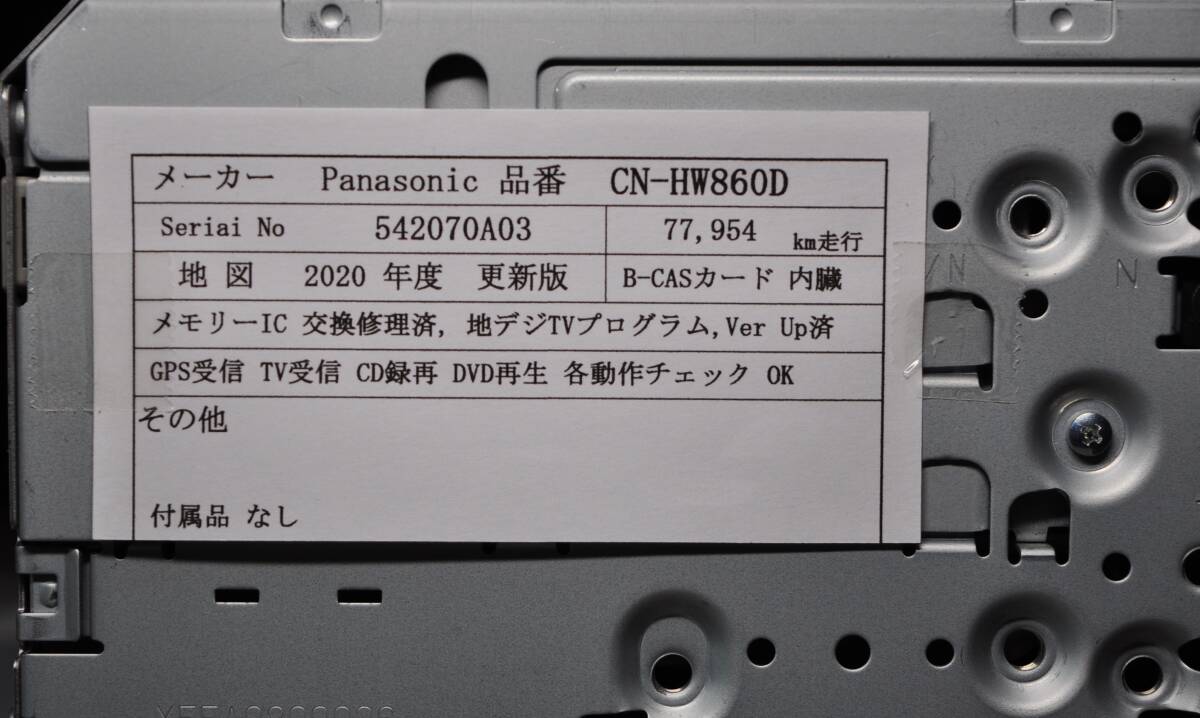 メーカー Panasonic 品番 CN-HW860D
Seriai No 542070A03 77,954 km走行
地 図 2020 年度 更新版 B-CASカード 内臓
メモリーIC 交換修理済, 地デジTVプログラム,Ver Up済
GPS受信 TV受信 CD録再 DVD再生 各動作チェック OK
その他
付属品 なし
N